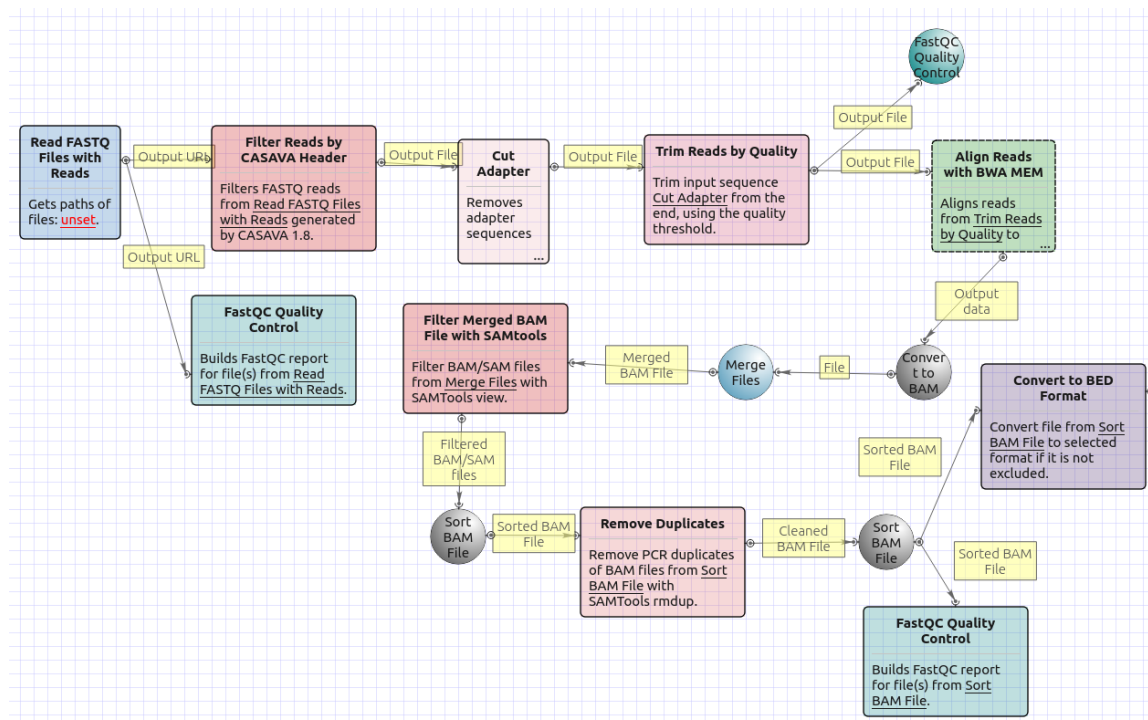 FastQC
Quality
Control
Output File
Read FASTQ
Files with
Reads
Gets paths of
files: unset.
Output URL
Filter Reads by
CASAVA Header
Filters FASTQ reads
from Read FASTQ Files
with Reads generated
by CASAVA 1.8.
Output File
Cut
Adapter
Removes
adapter
sequences
...
Output File
Trim Reads by Quality
Trim input sequence
Cut Adapter from the
end, using the quality
threshold.
Output File
Align Reads
with BWA MEM
Aligns reads
from Trim Reads
by Quality to
...
Output URL
FastQC Quality
Control
Builds FastQC report
for file(s) from Read
FASTQ Files with Reads.
Output
data
Conver
t to
BAM
File
Merge
Files
Merged
BAM File
Filter Merged BAM
File with SAMtools
Filter BAM/SAM files
from Merge Files with
SAMTools view.
Filtered
BAM/SAM
files
Sort
BAM
File
Sorted BAM
File
Remove Duplicates
Remove PCR duplicates
of BAM files from Sort
BAM File with
SAMTools rmdup.
Cleaned
BAM File
Sort
BAM
File
Sorted BAM
File
Convert to BED
Format
Convert file from Sort
BAM File to selected
format if it is not
excluded.
Sorted BAM
File
FastQC Quality
Control
Builds FastQC report
for file(s) from Sort
BAM File.